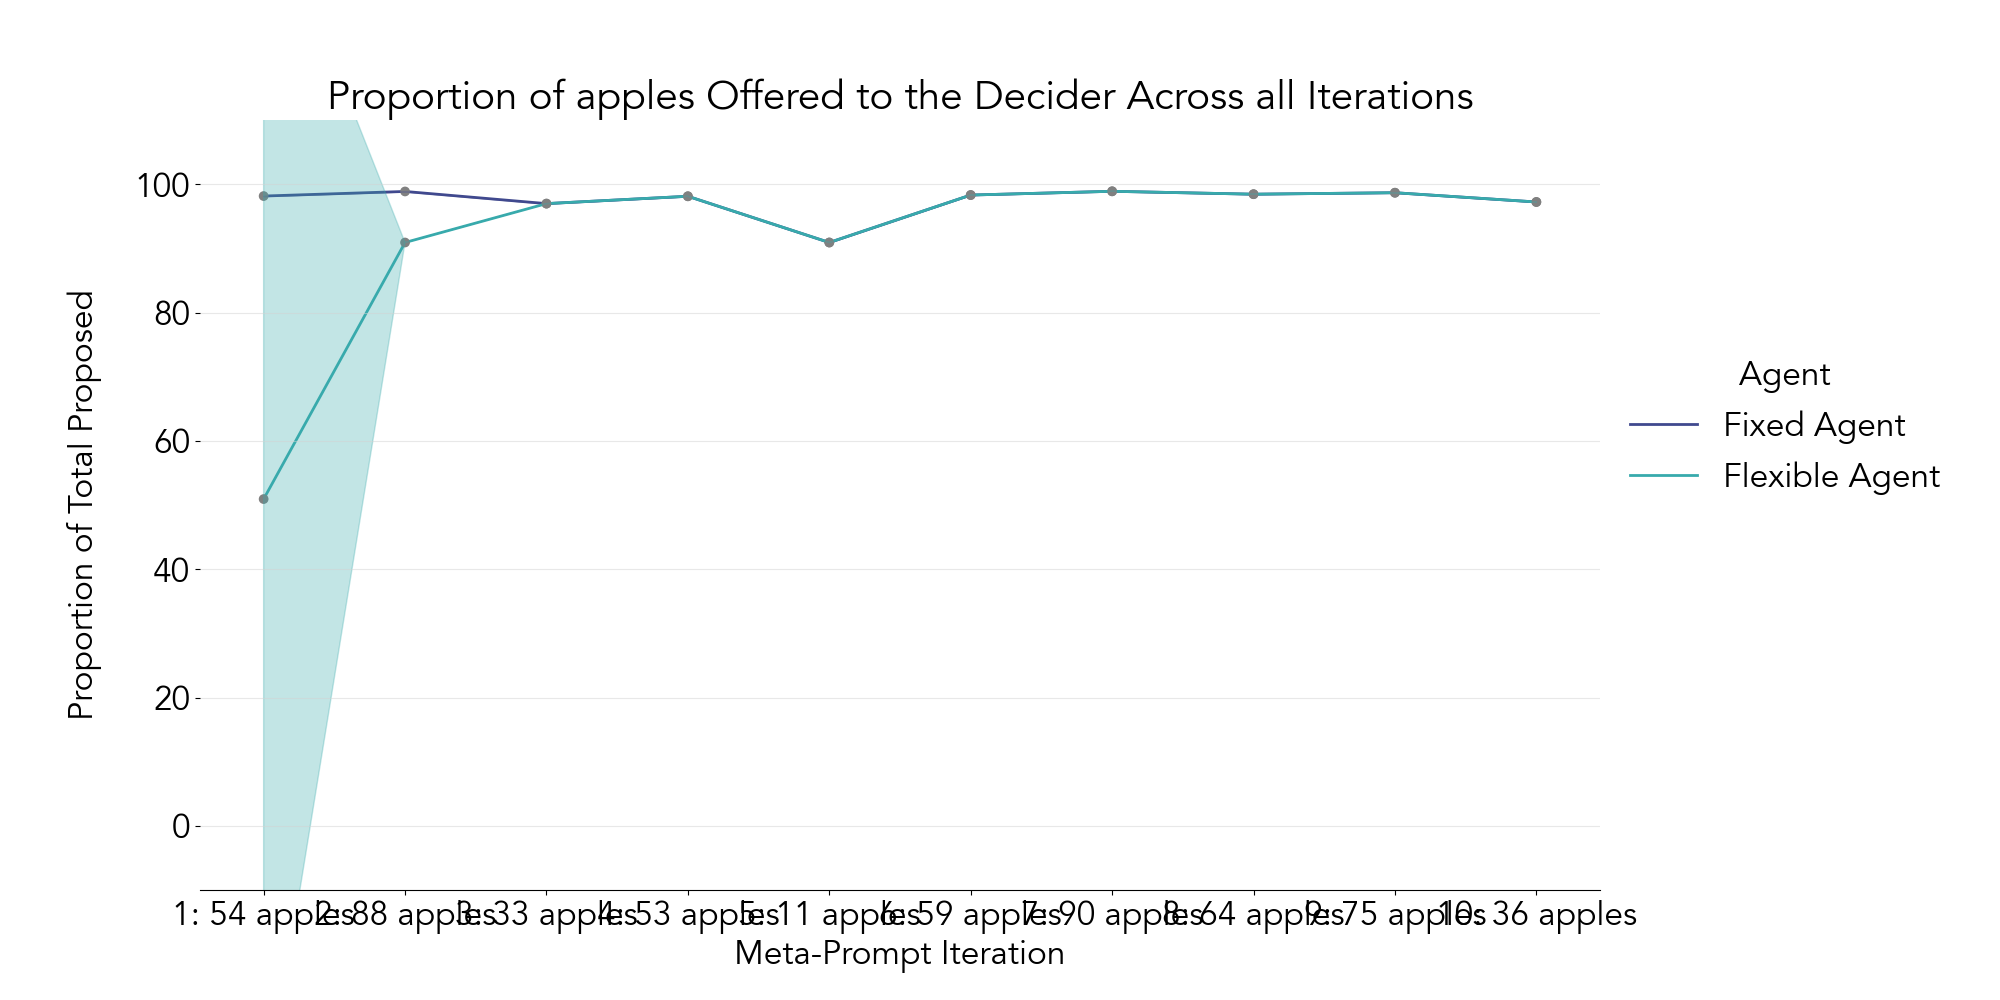 Proportion of apples Offered to the Decider Across all Iterations
Proportion of Total Proposed
100
80
60
40
20
0
1: 54 apples 2: 88 apples 3: 33 apples 4: 53 apples 5: 11 apples 6: 59 apples 7: 90 apples 8: 64 apples 9: 75 apples 10: 36 apples
Meta-Prompt Iteration
Agent
Fixed Agent
Flexible Agent